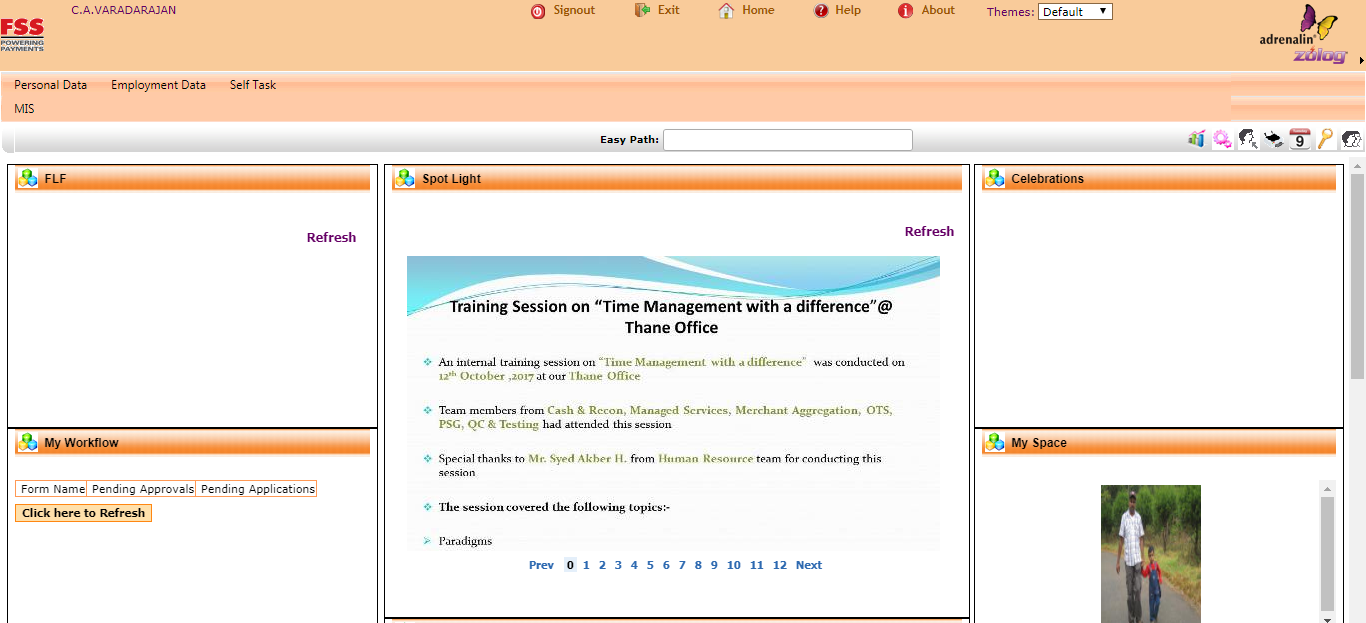 C.A.VARADARAJAN
Signout Exit Home Help About Themes: Default
FSS
POWERING
PAYMENTS
adrenalin
zolog
Personal Data Employment Data Self Task
MIS
Easy Path:
9
FLF
Refresh
Spot Light
Refresh
Training Session on “Time Management with a difference”@
Thane Office
An internal training session on “Time Management with a difference” was conducted on
12th October ,2017 at our Thane Office
Team members from Cash & Recon, Managed Services, Merchant Aggregation, OTS,
PSG, QC & Testing had attended this session
Special thanks to Mr. Syed Akber H. from Human Resource team for conducting this
session
The session covered the following topics:-
Paradigms
Prev 0 1 2 3 4 5 6 7 8 9 10 11 12 Next
Celebrations
My Workflow
Form Name Pending Approvals Pending Applications
Click here to Refresh
My Space